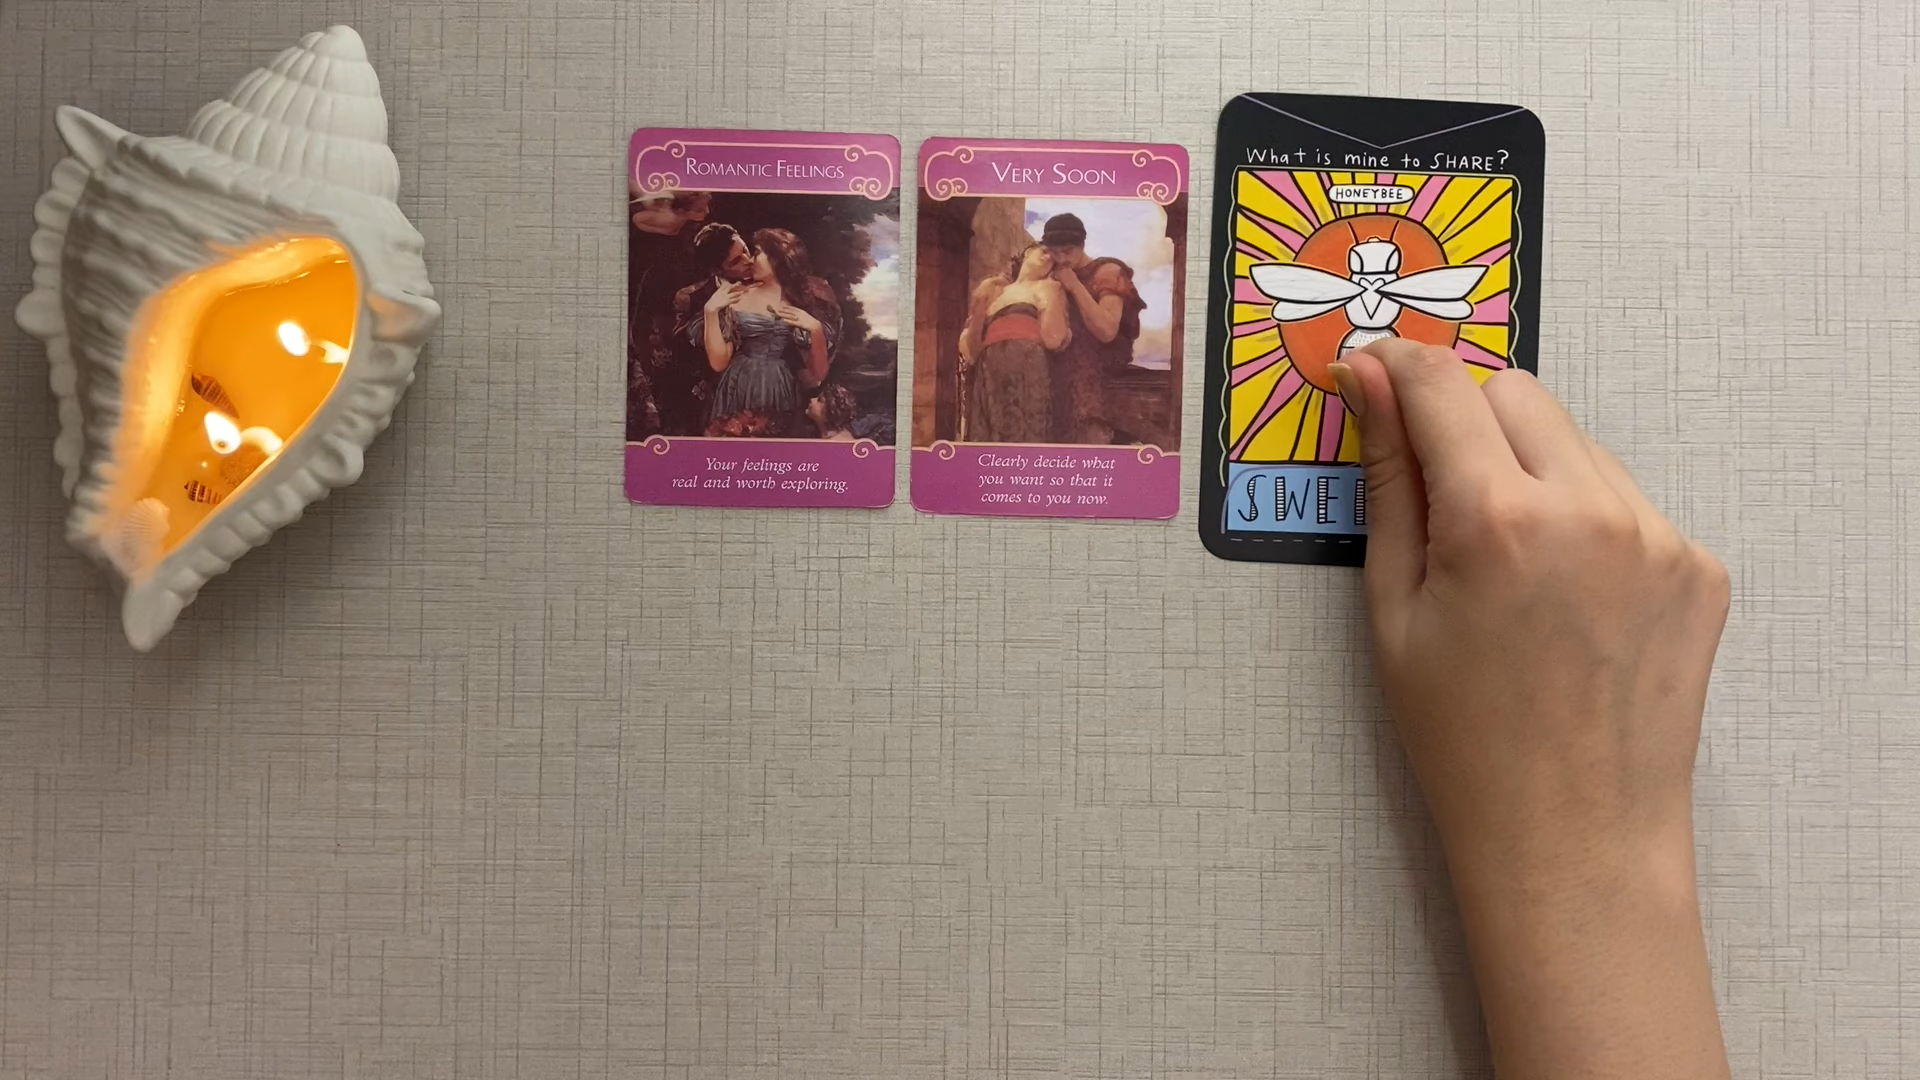 ROMANTIC FEELINGS
Your feelings are
real and worth exploring.
VERY SOON
Clearly decide what
you want so that it
comes to you now.
What is mine to SHARE?
HONEYBEE